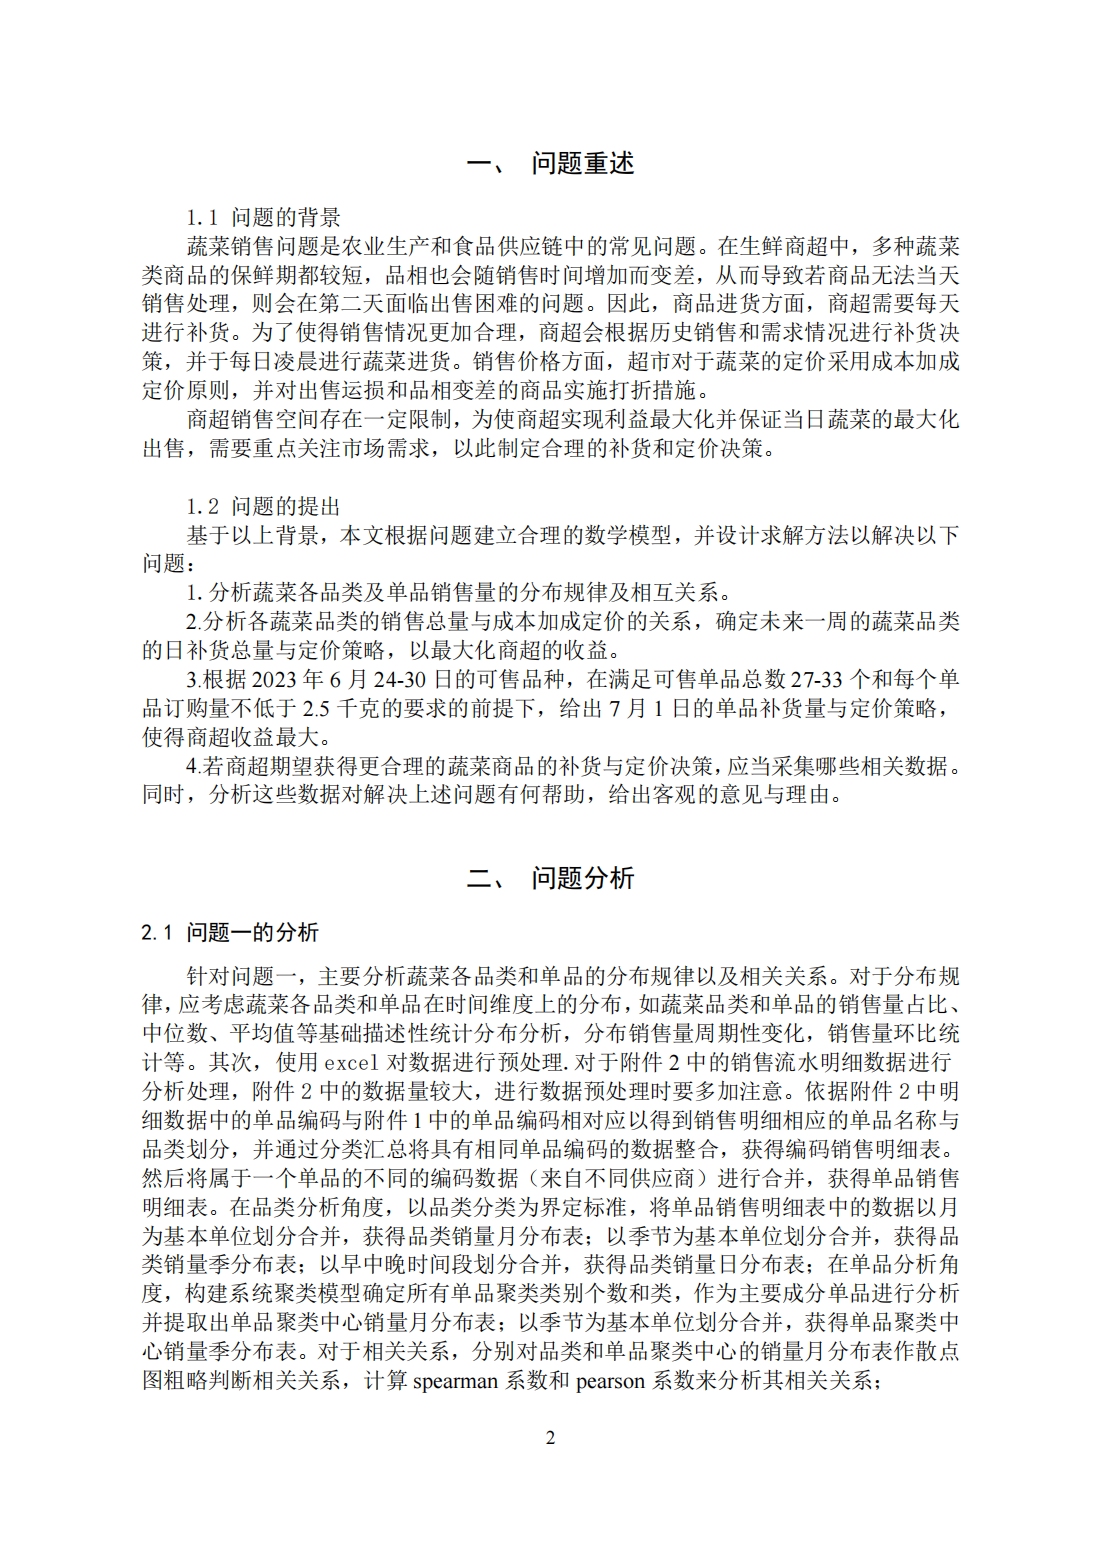 一、 问题重述
1.1 问题的背景
蔬菜销售问题是农业生产和食品供应链中的常见问题。在生鲜商超中，多种蔬菜
类商品的保鲜期都较短，品相也会随销售时间增加而变差，从而导致若商品无法当天
销售处理，则会在第二天面临出售困难的问题。因此，商品进货方面，商超需要每天
进行补货。为了使得销售情况更加合理，商超会根据历史销售和需求情况进行补货决
策，并于每日凌晨进行蔬菜进货。销售价格方面，超市对于蔬菜的定价采用成本加成
定价原则，并对出售运损和品相变差的商品实施打折措施。
商超销售空间存在一定限制，为使商超实现利益最大化并保证当日蔬菜的最大化
出售，需要重点关注市场需求，以此制定合理的补货和定价决策。
1.2 问题的提出
基于以上背景，本文根据问题建立合理的数学模型，并设计求解方法以解决以下
问题：
1.分析蔬菜各品类及单品销售量的分布规律及相互关系。
2.分析各蔬菜品类的销售总量与成本加成定价的关系，确定未来一周的蔬菜品类
的日补货总量与定价策略，以最大化商超的收益。
3.根据 2023 年 6 月 24-30 日的可售品种，在满足可售单品总数 27-33 个和每个单
品订购量不低于 2.5 千克的要求的前提下，给出 7 月 1 日的单品补货量与定价策略，
使得商超收益最大。
4.若商超期望获得更合理的蔬菜商品的补货与定价决策，应当采集哪些相关数据。
同时，分析这些数据对解决上述问题有何帮助，给出客观的意见与理由。
二、 问题分析
2.1 问题一的分析
针对问题一，主要分析蔬菜各品类和单品的分布规律以及相关关系。对于分布规
律，应考虑蔬菜各品类和单品在时间维度上的分布，如蔬菜品类和单品的销售量占比、
中位数、平均值等基础描述性统计分布分析，分布销售量周期性变化，销售量环比统
计等。其次，使用 excel 对数据进行预处理.对于附件 2 中的销售流水明细数据进行
分析处理，附件 2 中的数据量较大，进行数据预处理时要多加注意。依据附件 2 中明
细数据中的单品编码与附件 1 中的单品编码相对应以得到销售明细相应的单品名称与
品类划分，并通过分类汇总将具有相同单品编码的数据整合，获得编码销售明细表。
然后将属于一个单品的不同的编码数据（来自不同供应商）进行合并，获得单品销售
明细表。在品类分析角度，以品类分类为界定标准，将单品销售明细表中的数据以月
为基本单位划分合并，获得品类销量月分布表；以季节为基本单位划分合并，获得品
类销量季分布表；以早中晚时间段划分合并，获得品类销量日分布表；在单品分析角
度，构建系统聚类模型确定所有单品聚类类别个数和类，作为主要成分单品进行分析
并提取出单品聚类中心销量月分布表；以季节为基本单位划分合并，获得单品聚类中
心销量季分布表。对于相关关系，分别对品类和单品聚类中心的销量月分布表作散点
图粗略判断相关关系，计算 spearman 系数和 pearson 系数来分析其相关关系；
2